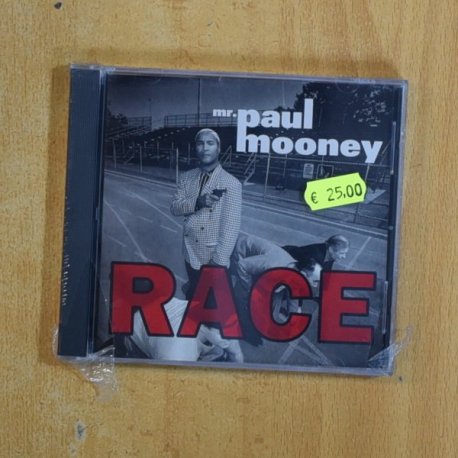 mr. paul
mooney
€ 25,00
RACE